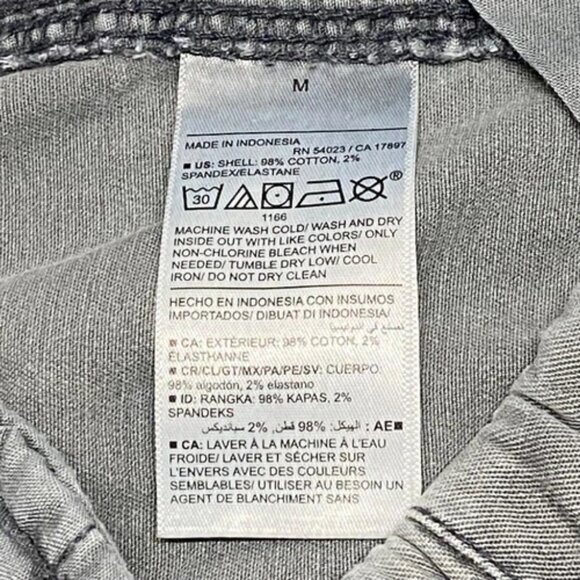 M
MADE IN INDONESIA
RN 54023 / CA 17897
■ US: SHELL: 98% COTTON, 2%
SPANDEX/ELASTANE
30
®
1166
MACHINE WASH COLD/ WASH AND DRY
INSIDE OUT WITH LIKE COLORS/ ONLY
NON-CHLORINE BLEACH WHEN
NEEDED/ TUMBLE DRY LOW/ COOL
IRON/ DO NOT DRY CLEAN
HECHO EN INDONESIA CON INSUMOS
IMPORTADOS/ DIBUAT DI INDONESIA/
صنع في اندونيسيا
■ CA: EXTÉRIEUR: 98% COTON, 2%
ÉLASTHANNE
■ CR/CL/GT/MX/PA/PE/SV: CUERPO:
98% algodón, 2% elastano
■ ID: RANGKA: 98% KAPAS, 2%
SPANDEKS
■ AE: الهيكل: 98% قطن, 2% سبانديكس
■ CA: LAVER À LA MACHINE À L'EAU
FROIDE/ LAVER ET SÉCHER SUR
L'ENVERS AVEC DES COULEURS
SEMBLABLES/ UTILISER AU BESOIN UN
AGENT DE BLANCHIMENT SANS